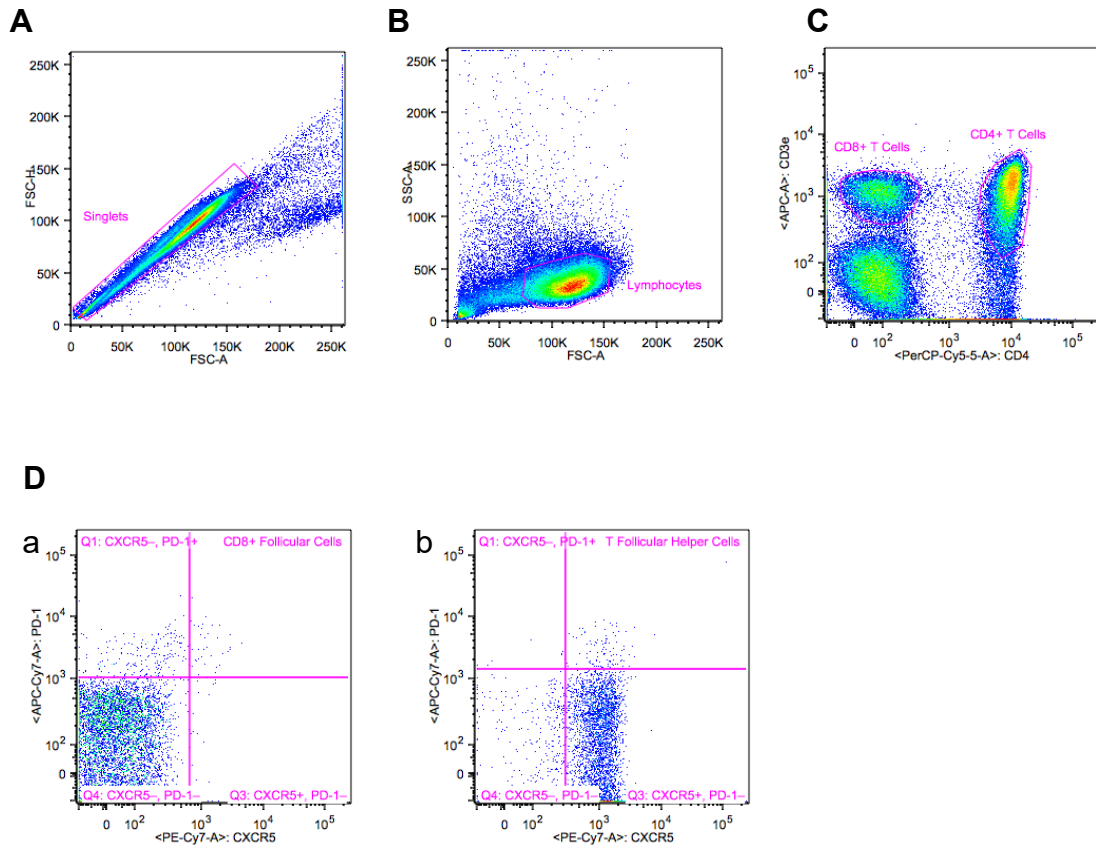 A
250K
200K
150K
100K
50K
0
FSC-H
Singlets
0 50K 100K 150K 200K 250K
FSC-A
B
250K
200K
150K
100K
50K
0
SSC-A
Lymphocytes
0 50K 100K 150K 200K 250K
FSC-A
C
10^5
10^4
10^3
10^2
0
<APC-A>: CD3e
CD8+ T Cells
CD4+ T Cells
0 10^2 10^3 10^4 10^5
<PerCP-Cy5-5-A>: CD4
D
a
Q1: CXCR5–, PD-1+ CD8+ Follicular Cells
10^5
10^4
10^3
10^2
0
<APC-Cy7-A>: PD-1
Q4: CXCR5–, PD-1– Q3: CXCR5+, PD-1–
0 10^2 10^3 10^4 10^5
<PE-Cy7-A>: CXCR5
b
Q1: CXCR5–, PD-1+ T Follicular Helper Cells
10^5
10^4
10^3
10^2
0
<APC-Cy7-A>: PD-1
Q4: CXCR5–, PD-1– Q3: CXCR5+, PD-1–
0 10^2 10^3 10^4 10^5
<PE-Cy7-A>: CXCR5